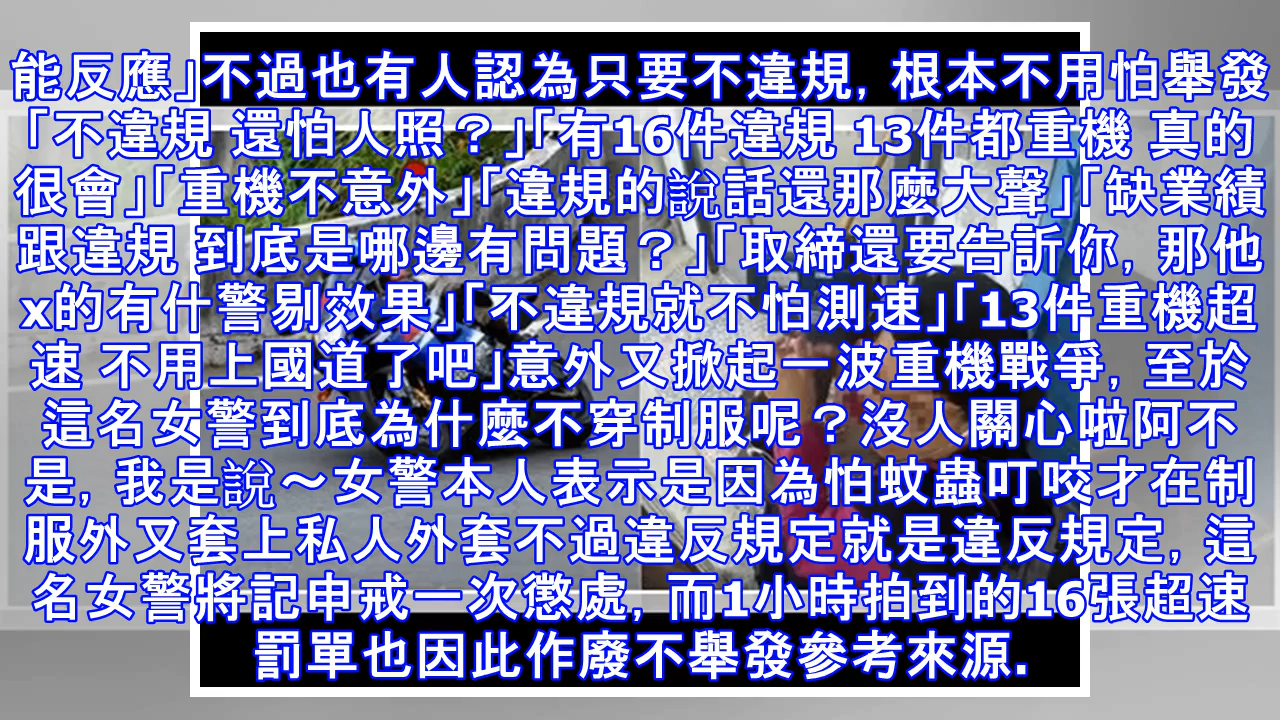 能反應」不過也有人認為只要不違規, 根本不用怕舉發
「不違規 還怕人照？」「有16件違規 13件都重機 真的
很會」「重機不意外」「違規的說話還那麼大聲」「缺業績
跟違規 到底是哪邊有問題？」「取締還要告訢你, 那他
x的有什警剔效果」「不違規就不怕測速」「13件重機超
速 不用上國道了吧」意外又掀起一波重機戰爭, 至於
這名女警到底為什麼不穿制服呢？沒人關心啦阿不
是, 我是說～女警本人表示是因為怕蚊蟲叮咬才在制
服外又套上私人外套不過違反規定就是違反規定, 這
名女警將記申戒一次懲處, 而1小時拍到的16張超速
罰單也因此作廢不舉發參考來源.